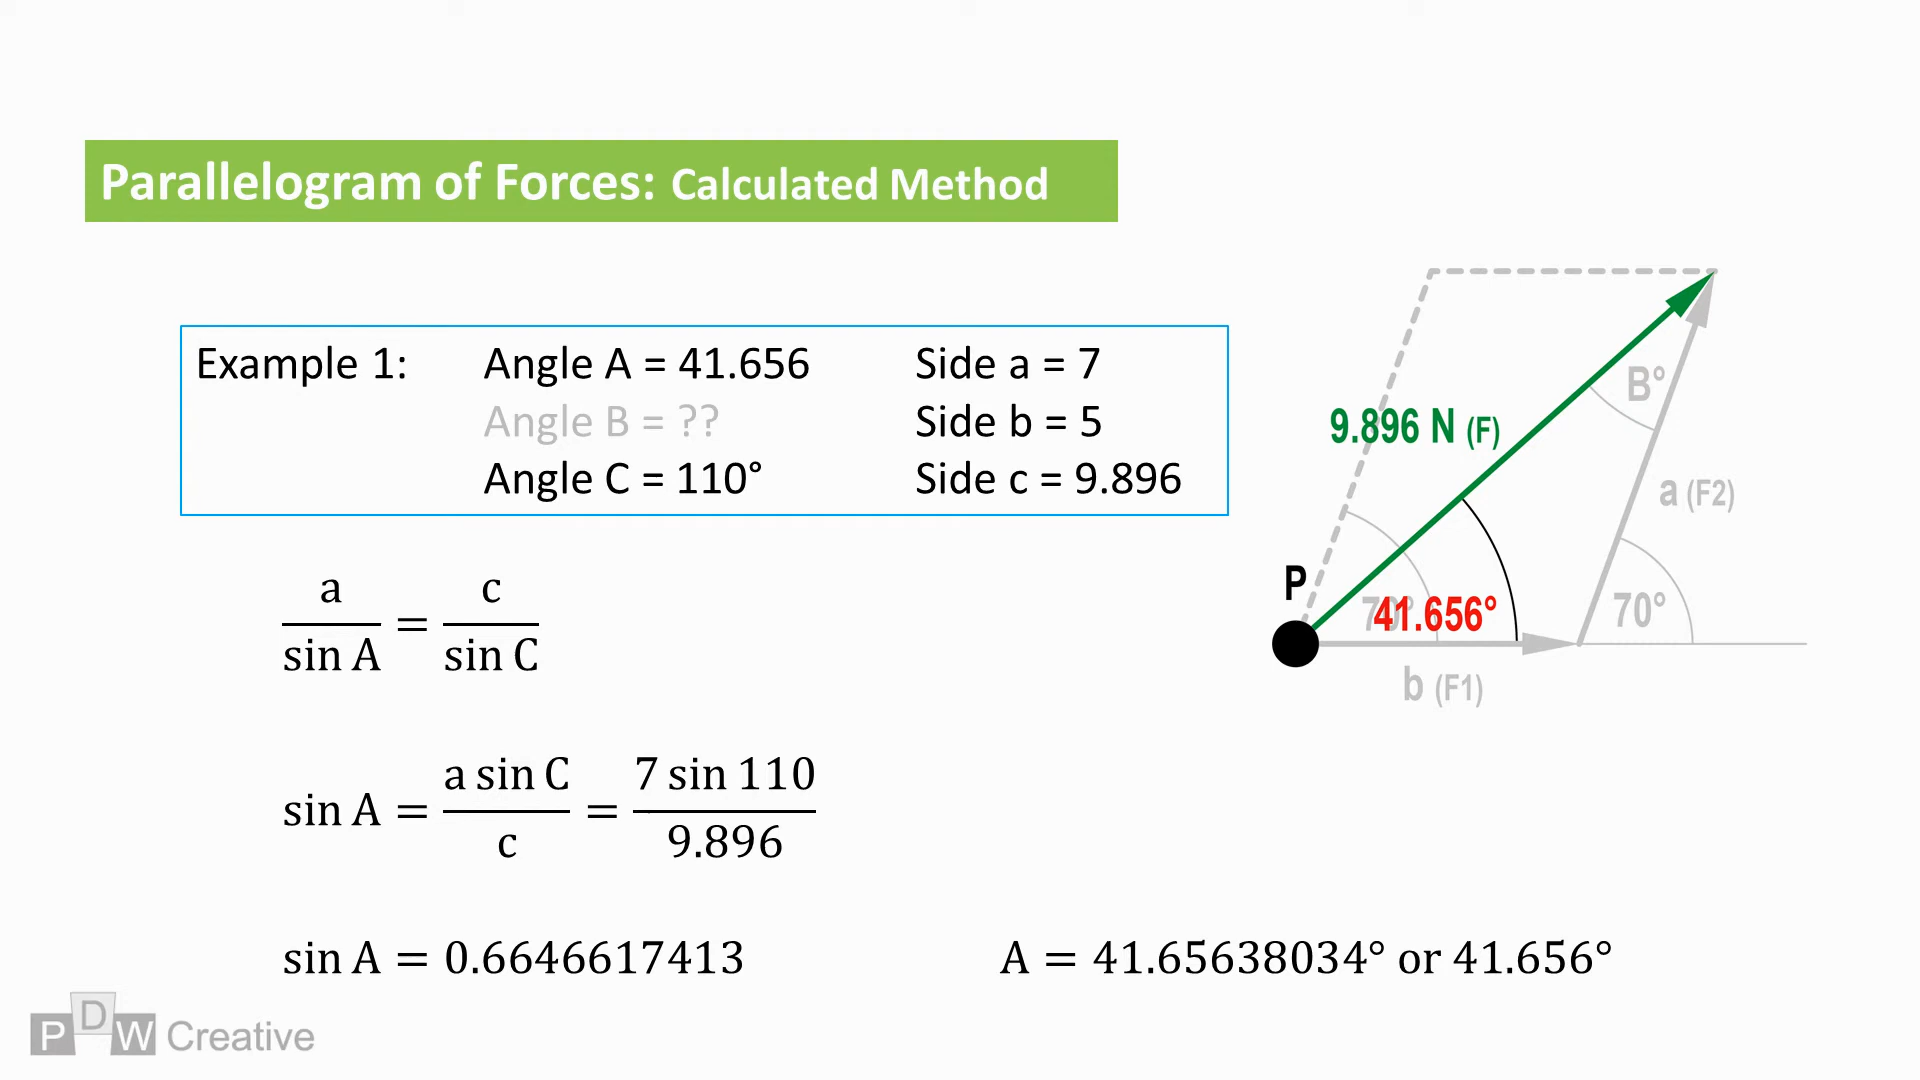 Parallelogram of Forces: Calculated Method
Example 1: Angle A = 41.656 Side a = 7
Angle B = ?? Side b = 5
Angle C = 110° Side c = 9.896
a/sin A = c/sin C
sin A = a sin C/c = 7 sin 110/9.896
sin A = 0.6646617413
A = 41.65638034° or 41.656°
B°
9.896 N (F)
a (F2)
P
70°
41.656°
70°
b (F1)
PDW Creative